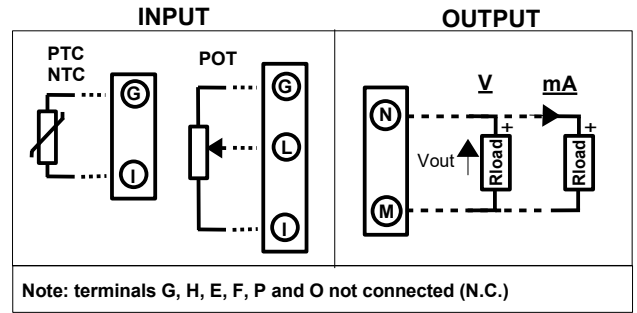 INPUT
OUTPUT
PTC
NTC
G
I
POT
G
L
I
N
M
V
mA
Vout
+
Rload
+
Rload
Note: terminals G, H, E, F, P and O not connected (N.C.)